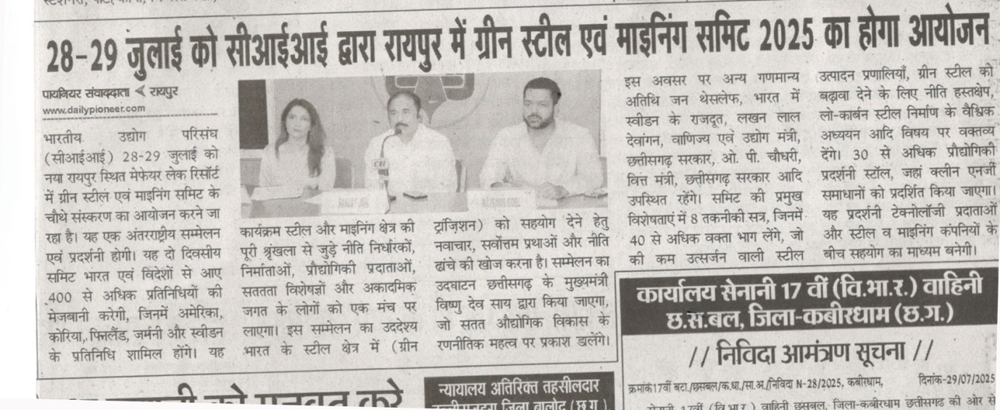 28-29 जुलाई को सीआईआई द्वारा रायपुर में ग्रीन स्टील एवं माइनिंग समिट 2025 का होगा आयोजन
पायनियर संवाददाता < रायपुर
www.dailypioneer.com
भारतीय उद्योग परिसंघ
(सीआईआई) 28-29 जुलाई को
नया रायपुर स्थित मेफेयर लेक रिसॉर्ट
में ग्रीन स्टील एवं माइनिंग समिट के
चौथे संस्करण का आयोजन करने जा
रहा है। यह एक अंतरराष्ट्रीय सम्मेलन
एवं प्रदर्शनी होगी। यह दो दिवसीय
समिट भारत एवं विदेशों से आए
400 से अधिक प्रतिनिधियों की
मेजबानी करेगी, जिनमें अमेरिका,
कोरिया, फिनलैंड, जर्मनी और स्वीडन
के प्रतिनिधि शामिल होंगे। यह
CII
कार्यक्रम स्टील और माइनिंग क्षेत्र की
पूरी श्रृंखला से जुड़े नीति निर्धारकों,
निर्माताओं, प्रौद्योगिकी प्रदाताओं,
सततता विशेषज्ञों और अकादमिक
जगत के लोगों को एक मंच पर
लाएगा। इस सम्मेलन का उददेश्य
भारत के स्टील क्षेत्र में (ग्रीन
ट्रांज़िशन) को सहयोग देने हेतु
नवाचार, सर्वोत्तम प्रथाओं और नीति
ढांचे की खोज करना है। सम्मेलन का
उदघाटन छत्तीसगढ़ के मुख्यमंत्री
विष्णु देव साय द्वारा किया जाएगा,
जो सतत औद्योगिक विकास के
रणनीतिक महत्व पर प्रकाश डालेंगे।
इस अवसर पर अन्य गणमान्य
अतिथि जन थेसलेफ, भारत में
स्वीडन के राजदूत, लखन लाल
देवांगन, वाणिज्य एवं उद्योग मंत्री,
छत्तीसगढ़ सरकार, ओ. पी. चौधरी,
वित्त मंत्री, छत्तीसगढ़ सरकार आदि
उपस्थित रहेंगे। समिट की प्रमुख
विशेषताएं में 8 तकनीकी सत्र, जिनमें
40 से अधिक वक्ता भाग लेंगे, जो
की कम उत्सर्जन वाली स्टील
उत्पादन प्रणालियाँ, ग्रीन स्टील को
बढ़ावा देने के लिए नीति हस्तक्षेप,
लो-कार्बन स्टील निर्माण के वैश्विक
अध्ययन आदि विषय पर वक्तव्य
देंगे। 30 से अधिक प्रौद्योगिकी
प्रदर्शनी स्टॉल, जहां क्लीन एनर्जी
समाधानों को प्रदर्शित किया जाएगा।
यह प्रदर्शनी टेक्नोलॉजी प्रदाताओं
और स्टील व माइनिंग कंपनियों के
बीच सहयोग का माध्यम बनेगी।
कार्यालय सेनानी 17 वीं (वि.भा.र.) वाहिनी
छ.स.बल, जिला-कबीरधाम (छ.ग.)
// निविदा आमंत्रण सूचना //
क्रमांक17वीं बटा./छसबल/क.धा./सा.अ./निविदा N-28/2025, कबीरधाम, दिनांक-29/07/2025
17वीं (वि.भा.र.) वाहिनी छसबल, जिला-कबीरधाम छत्तीसगढ की ओर से
न्यायालय अतिरिक्त तहसीलदार
जिला बालोद (छ.ग.)